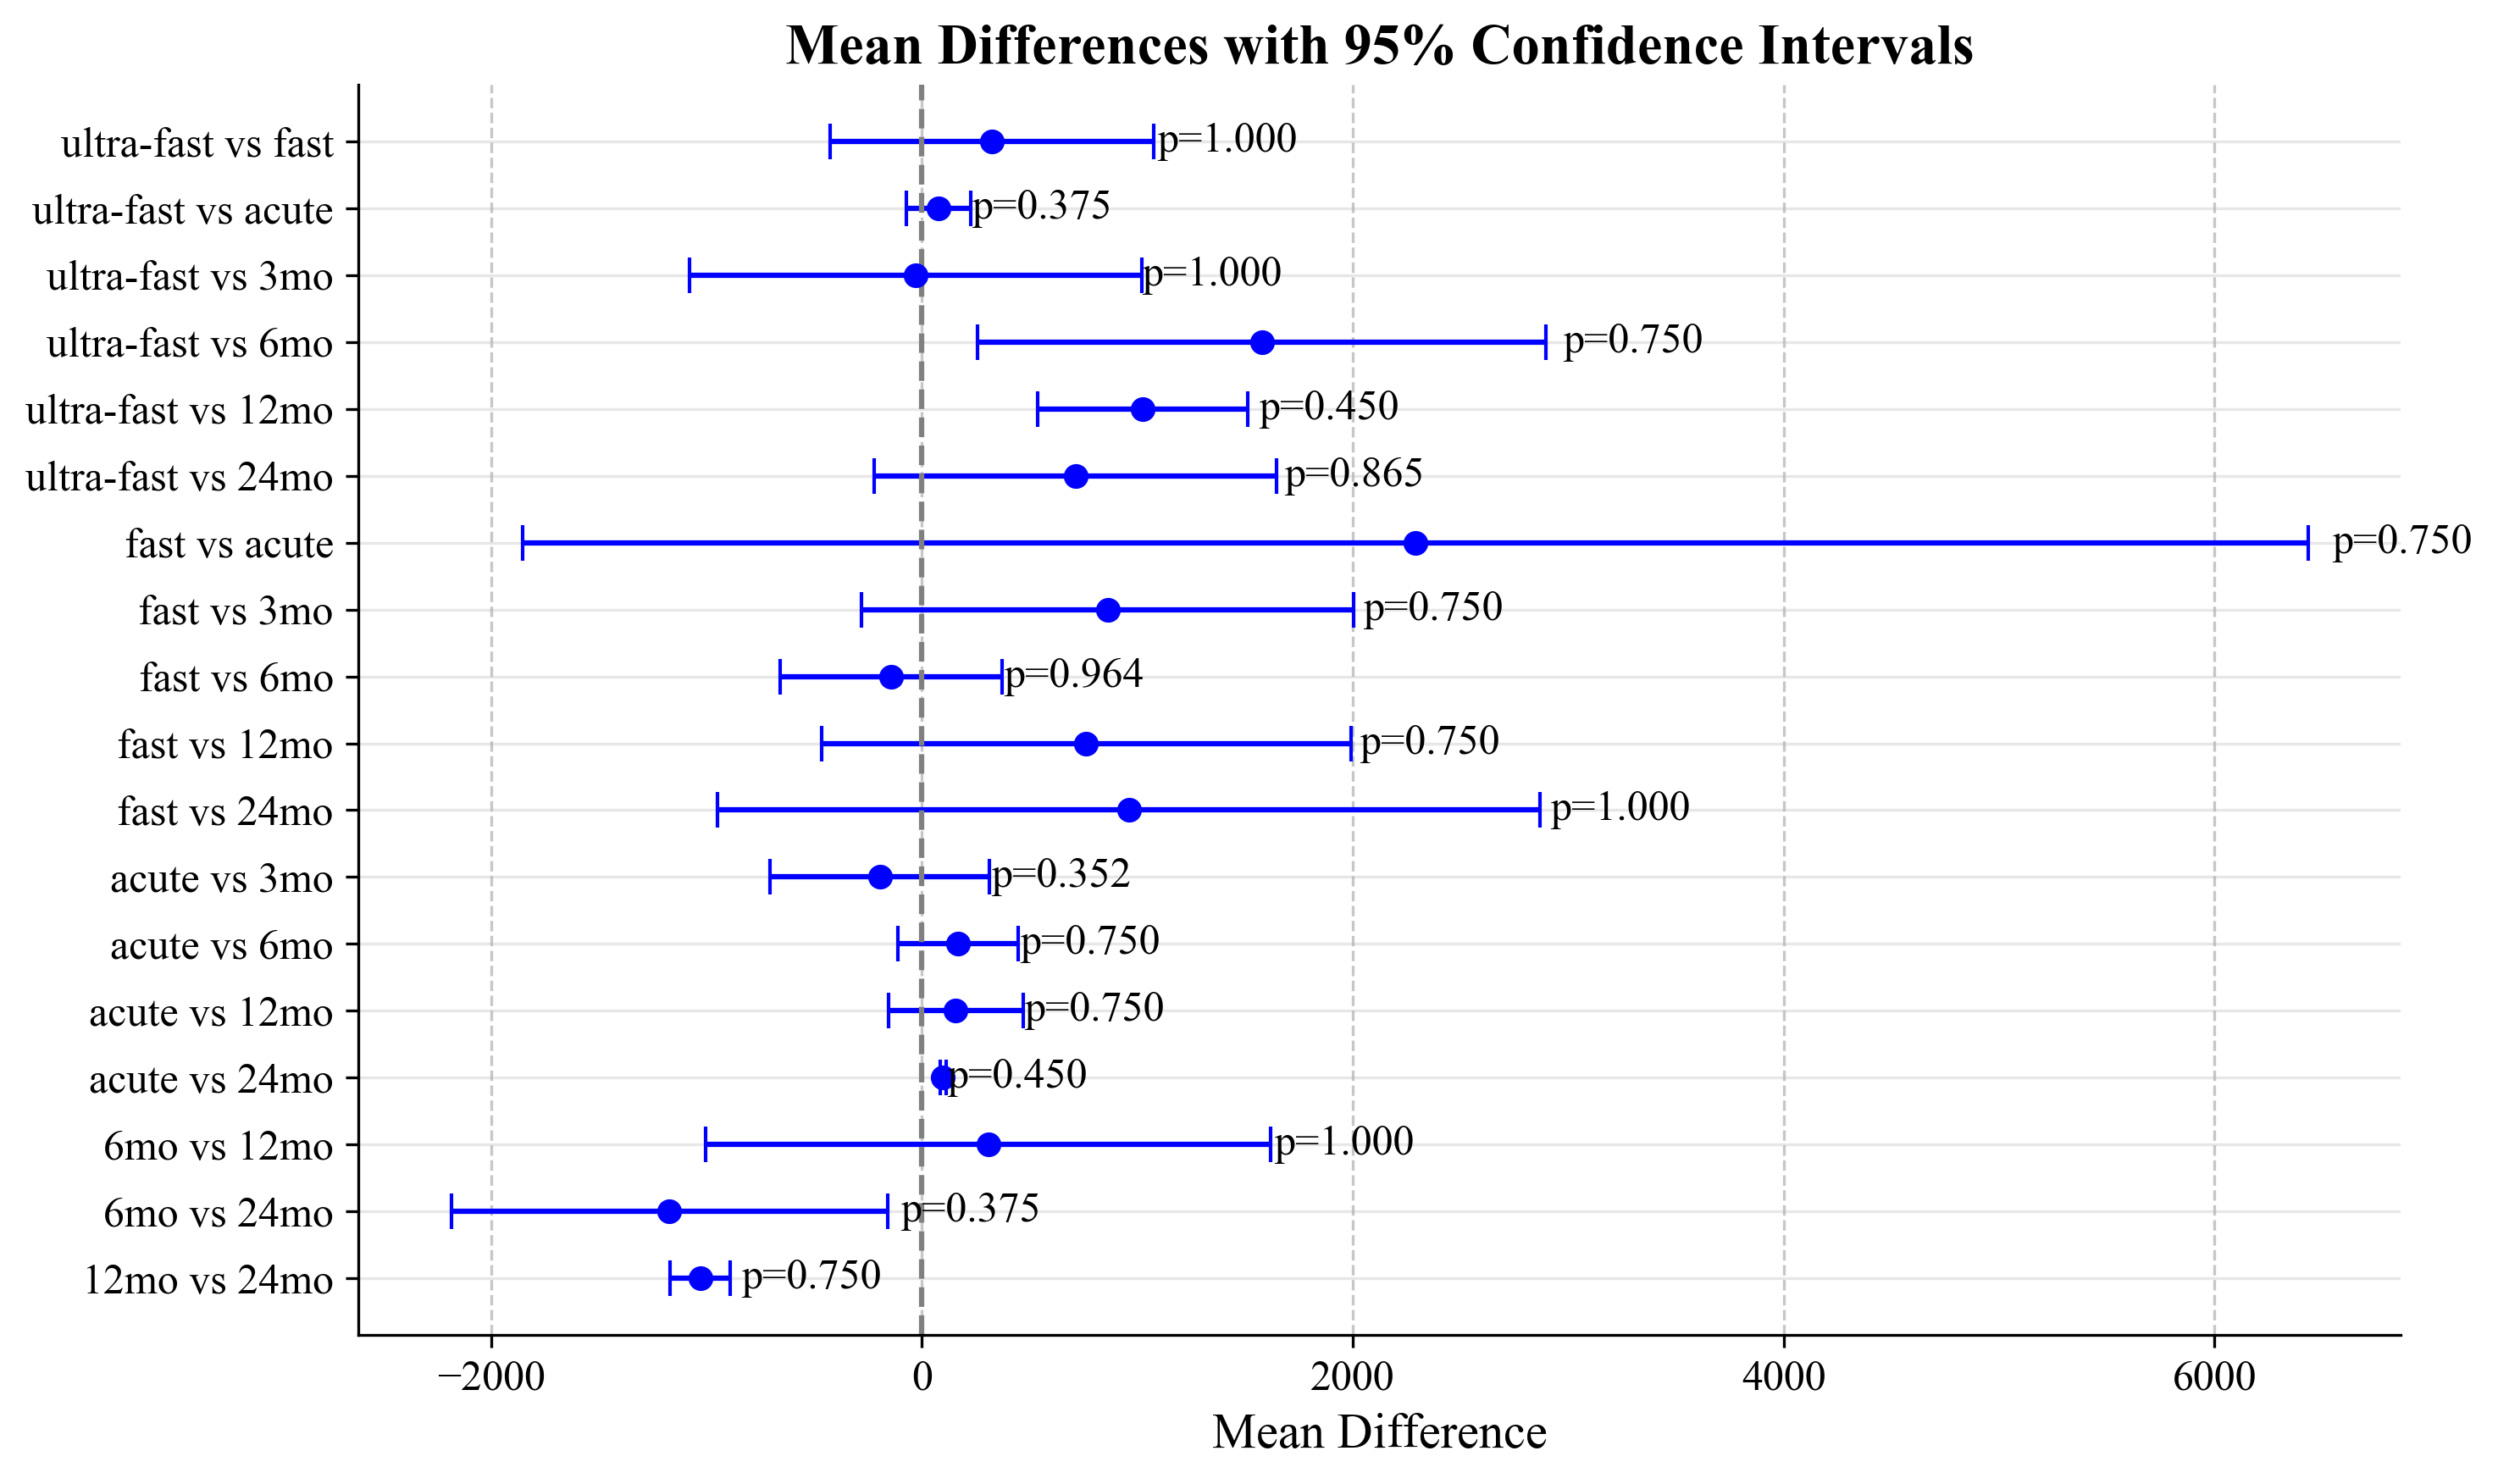 Mean Differences with 95% Confidence Intervals
ultra-fast vs fast p=1.000
ultra-fast vs acute p=0.375
ultra-fast vs 3mo p=1.000
ultra-fast vs 6mo p=0.750
ultra-fast vs 12mo p=0.450
ultra-fast vs 24mo p=0.865
fast vs acute p=0.750
fast vs 3mo p=0.750
fast vs 6mo p=0.964
fast vs 12mo p=0.750
fast vs 24mo p=1.000
acute vs 3mo p=0.352
acute vs 6mo p=0.750
acute vs 12mo p=0.750
acute vs 24mo p=0.450
6mo vs 12mo p=1.000
6mo vs 24mo p=0.375
12mo vs 24mo p=0.750
−2000 0 2000 4000 6000
Mean Difference